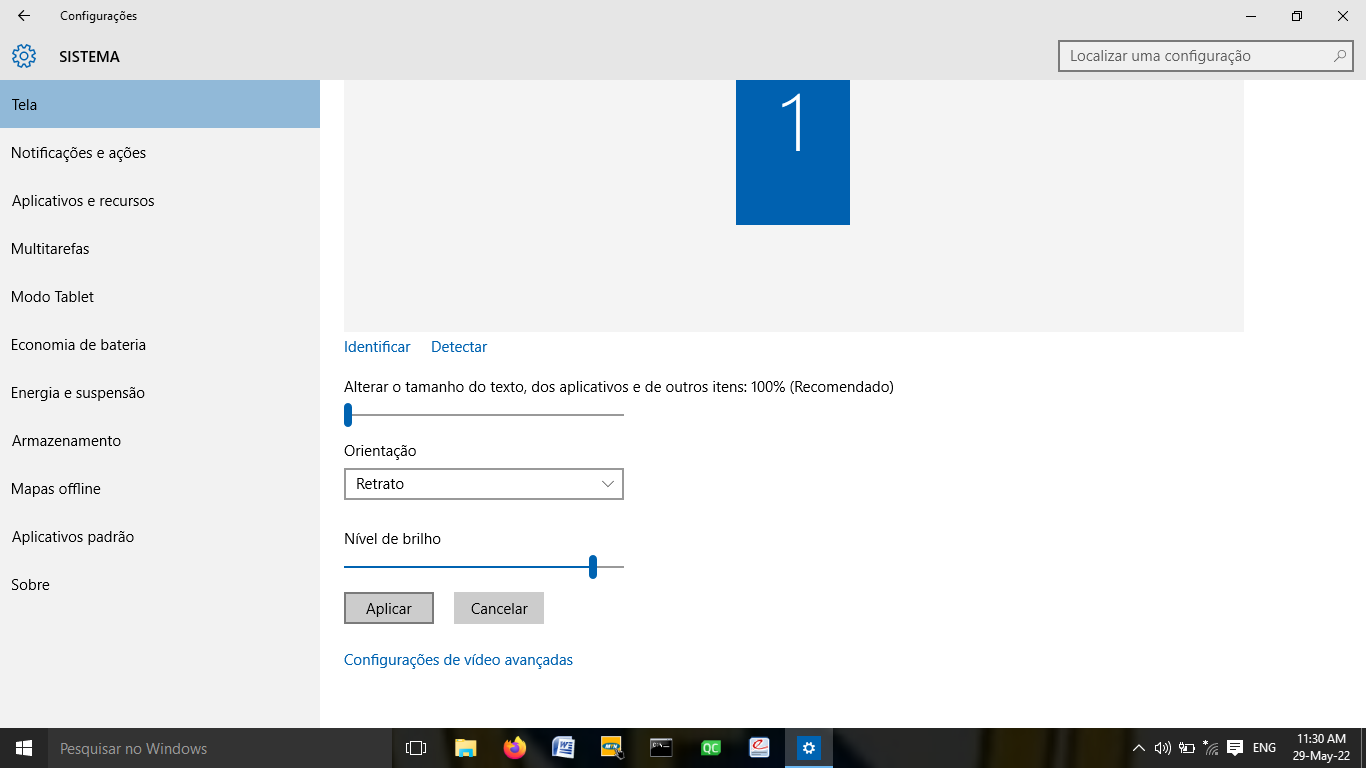 Configurações
SISTEMA
Localizar uma configuração
Tela
Notificações e ações
Aplicativos e recursos
Multitarefas
Modo Tablet
Economia de bateria
Energia e suspensão
Armazenamento
Mapas offline
Aplicativos padrão
Sobre
1
Identificar Detectar
Alterar o tamanho do texto, dos aplicativos e de outros itens: 100% (Recomendado)
Orientação
Retrato
Nível de brilho
Aplicar Cancelar
Configurações de vídeo avançadas
Pesquisar no Windows
W
MTN
C:\.
QC
ENG
11:30 AM
29-May-22